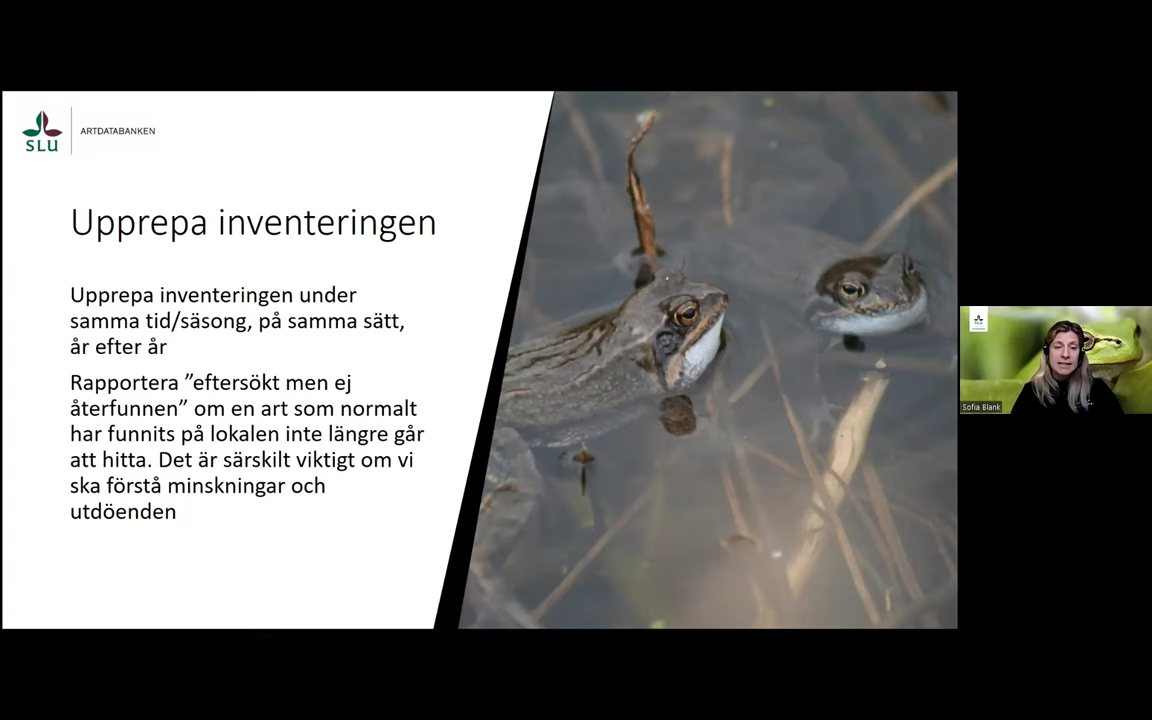 SLU
ARTDATABANKEN
Upprepa inventeringen
Upprepa inventeringen under
samma tid/säsong, på samma sätt,
år efter år
Rapportera ”eftersökt men ej
återfunnen” om en art som normalt
har funnits på lokalen inte längre går
att hitta. Det är särskilt viktigt om vi
ska förstå minskningar och
utdöenden
SLU
Sofia Blank